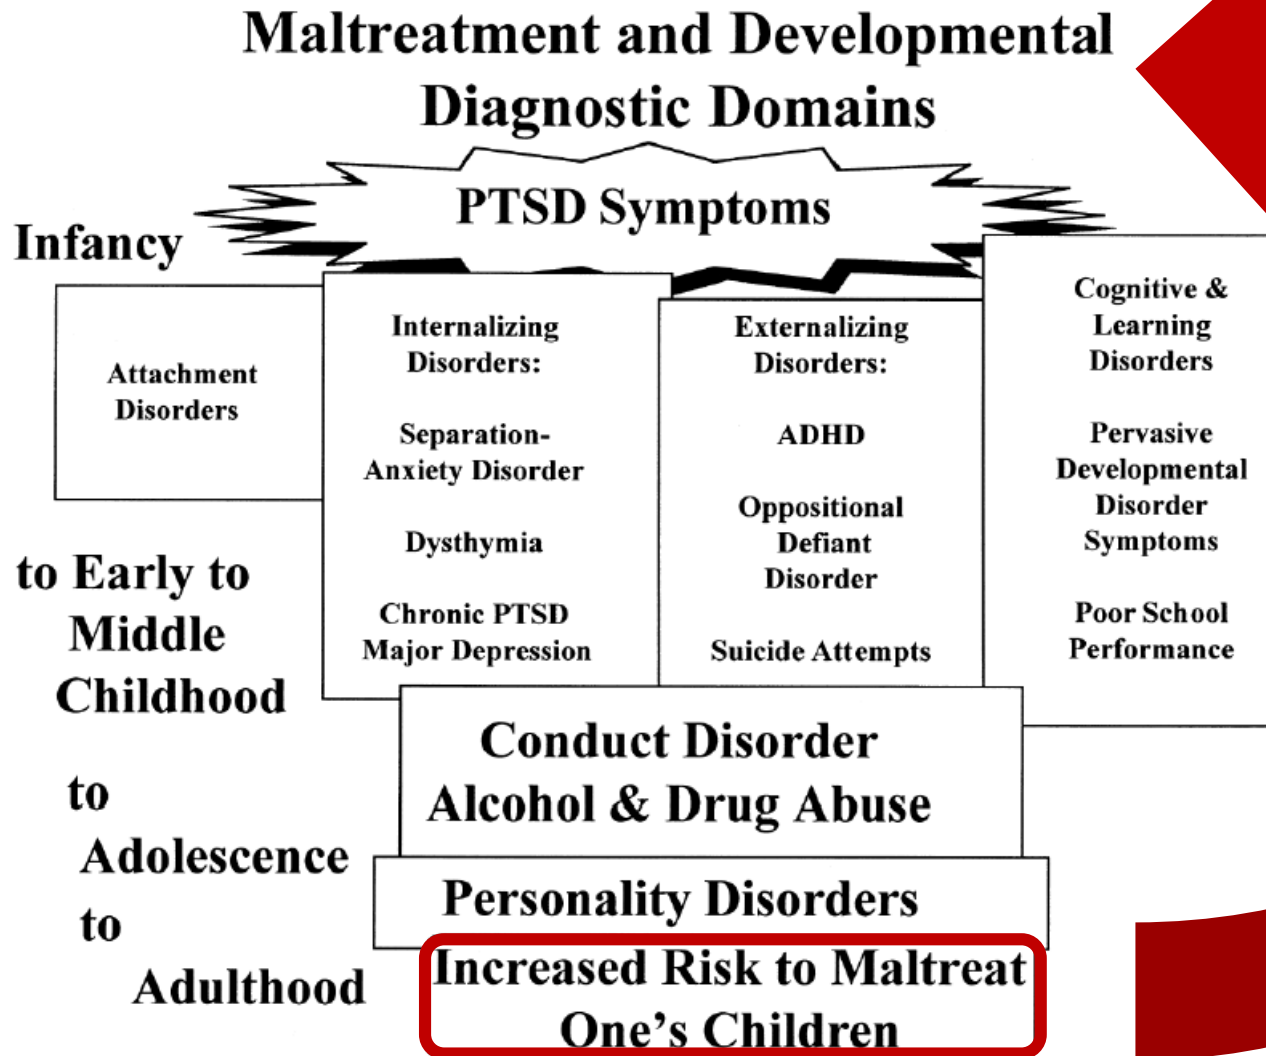 Maltreatment and Developmental
Diagnostic Domains
PTSD Symptoms
Infancy
Attachment
Disorders
Internalizing
Disorders:
Separation-
Anxiety Disorder
Dysthymia
Chronic PTSD
Major Depression
Externalizing
Disorders:
ADHD
Oppositional
Defiant
Disorder
Suicide Attempts
Cognitive &
Learning
Disorders
Pervasive
Developmental
Disorder
Symptoms
Poor School
Performance
to Early to
Middle
Childhood
Conduct Disorder
Alcohol & Drug Abuse
to
Adolescence
Personality Disorders
to
Adulthood
Increased Risk to Maltreat
One's Children